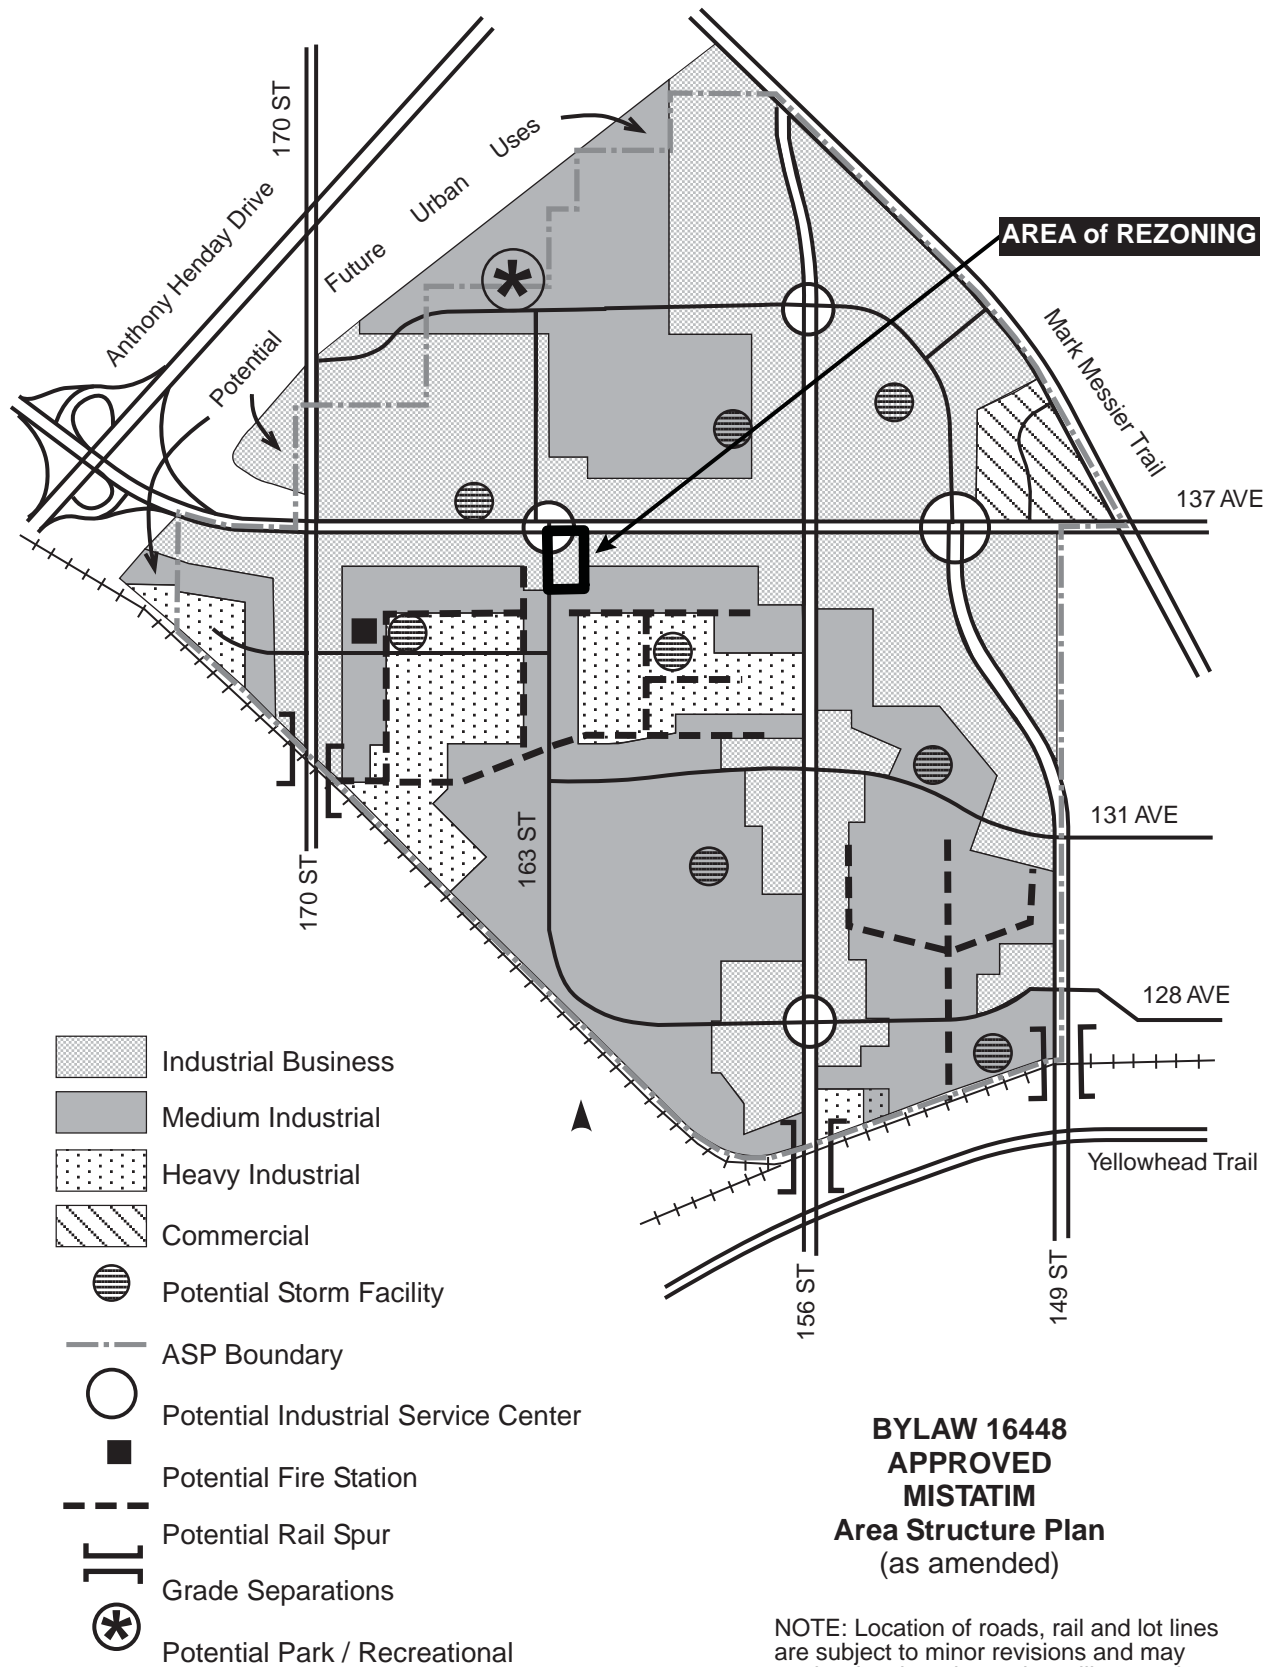 170 ST
Anthony Henday Drive
Potential
Future
Urban
Uses
AREA of REZONING
Mark Messier Trail
137 AVE
131 AVE
163 ST
170 ST
128 AVE
Yellowhead Trail
156 ST
149 ST
Industrial Business
Medium Industrial
Heavy Industrial
Commercial
Potential Storm Facility
ASP Boundary
Potential Industrial Service Center
Potential Fire Station
Potential Rail Spur
Grade Separations
Potential Park / Recreational
BYLAW 16448
APPROVED
MISTATIM
Area Structure Plan
(as amended)
NOTE: Location of roads, rail and lot lines
are subject to minor revisions and may